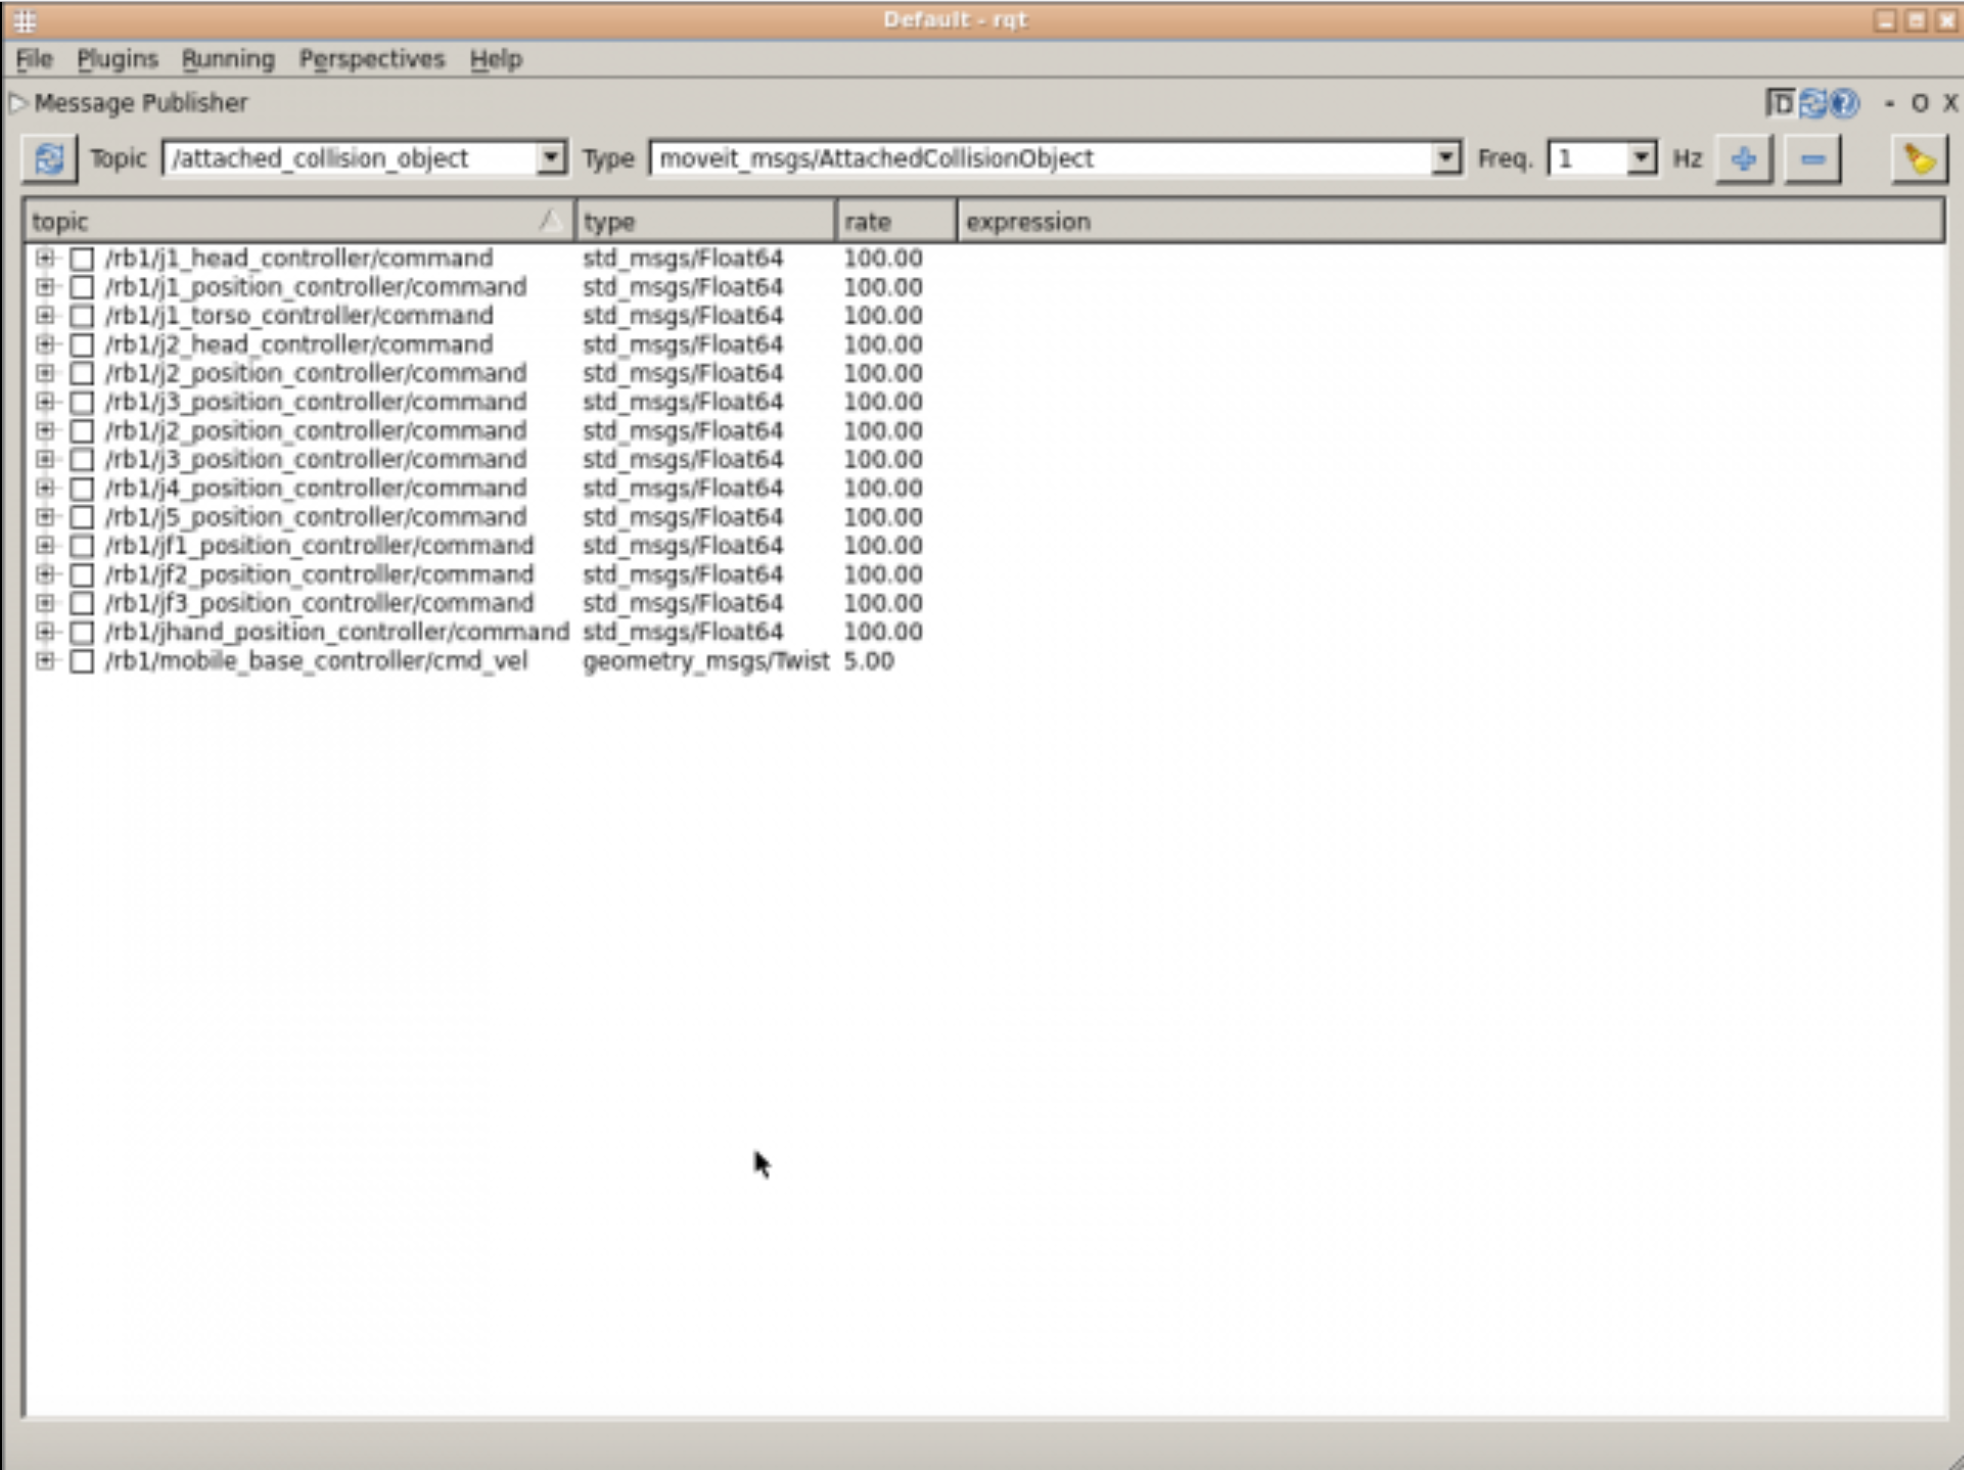 Default - rqt
File Plugins Running Perspectives Help
Message Publisher D - O X
Topic /attached_collision_object Type moveit_msgs/AttachedCollisionObject Freq. 1 Hz
topic type rate expression
/rb1/j1_head_controller/command std_msgs/Float64 100.00
/rb1/j1_position_controller/command std_msgs/Float64 100.00
/rb1/j1_torso_controller/command std_msgs/Float64 100.00
/rb1/j2_head_controller/command std_msgs/Float64 100.00
/rb1/j2_position_controller/command std_msgs/Float64 100.00
/rb1/j3_position_controller/command std_msgs/Float64 100.00
/rb1/j2_position_controller/command std_msgs/Float64 100.00
/rb1/j3_position_controller/command std_msgs/Float64 100.00
/rb1/j4_position_controller/command std_msgs/Float64 100.00
/rb1/j5_position_controller/command std_msgs/Float64 100.00
/rb1/jf1_position_controller/command std_msgs/Float64 100.00
/rb1/jf2_position_controller/command std_msgs/Float64 100.00
/rb1/jf3_position_controller/command std_msgs/Float64 100.00
/rb1/jhand_position_controller/command std_msgs/Float64 100.00
/rb1/mobile_base_controller/cmd_vel geometry_msgs/Twist 5.00